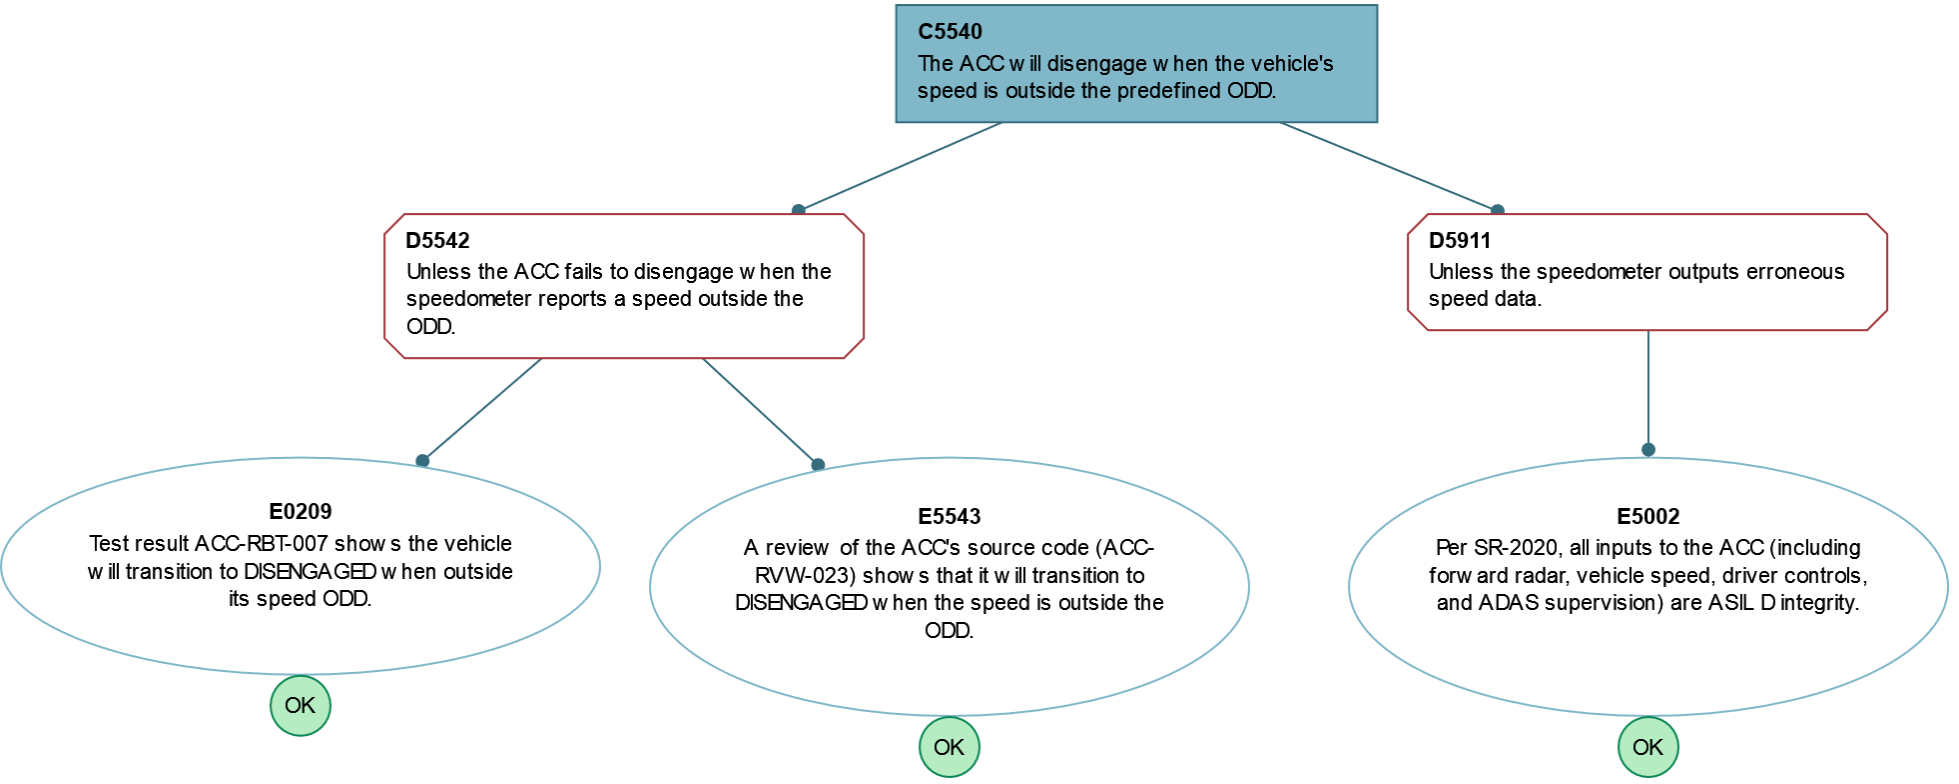 C5540
The ACC will disengage when the vehicle's
speed is outside the predefined ODD.
D5542
Unless the ACC fails to disengage when the
speedometer reports a speed outside the
ODD.
D5911
Unless the speedometer outputs erroneous
speed data.
E0209
Test result ACC-RBT-007 shows the vehicle
will transition to DISENGAGED when outside
its speed ODD.
OK
E5543
A review of the ACC's source code (ACC-
RVW-023) shows that it will transition to
DISENGAGED when the speed is outside the
ODD.
OK
E5002
Per SR-2020, all inputs to the ACC (including
forward radar, vehicle speed, driver controls,
and ADAS supervision) are ASIL D integrity.
OK